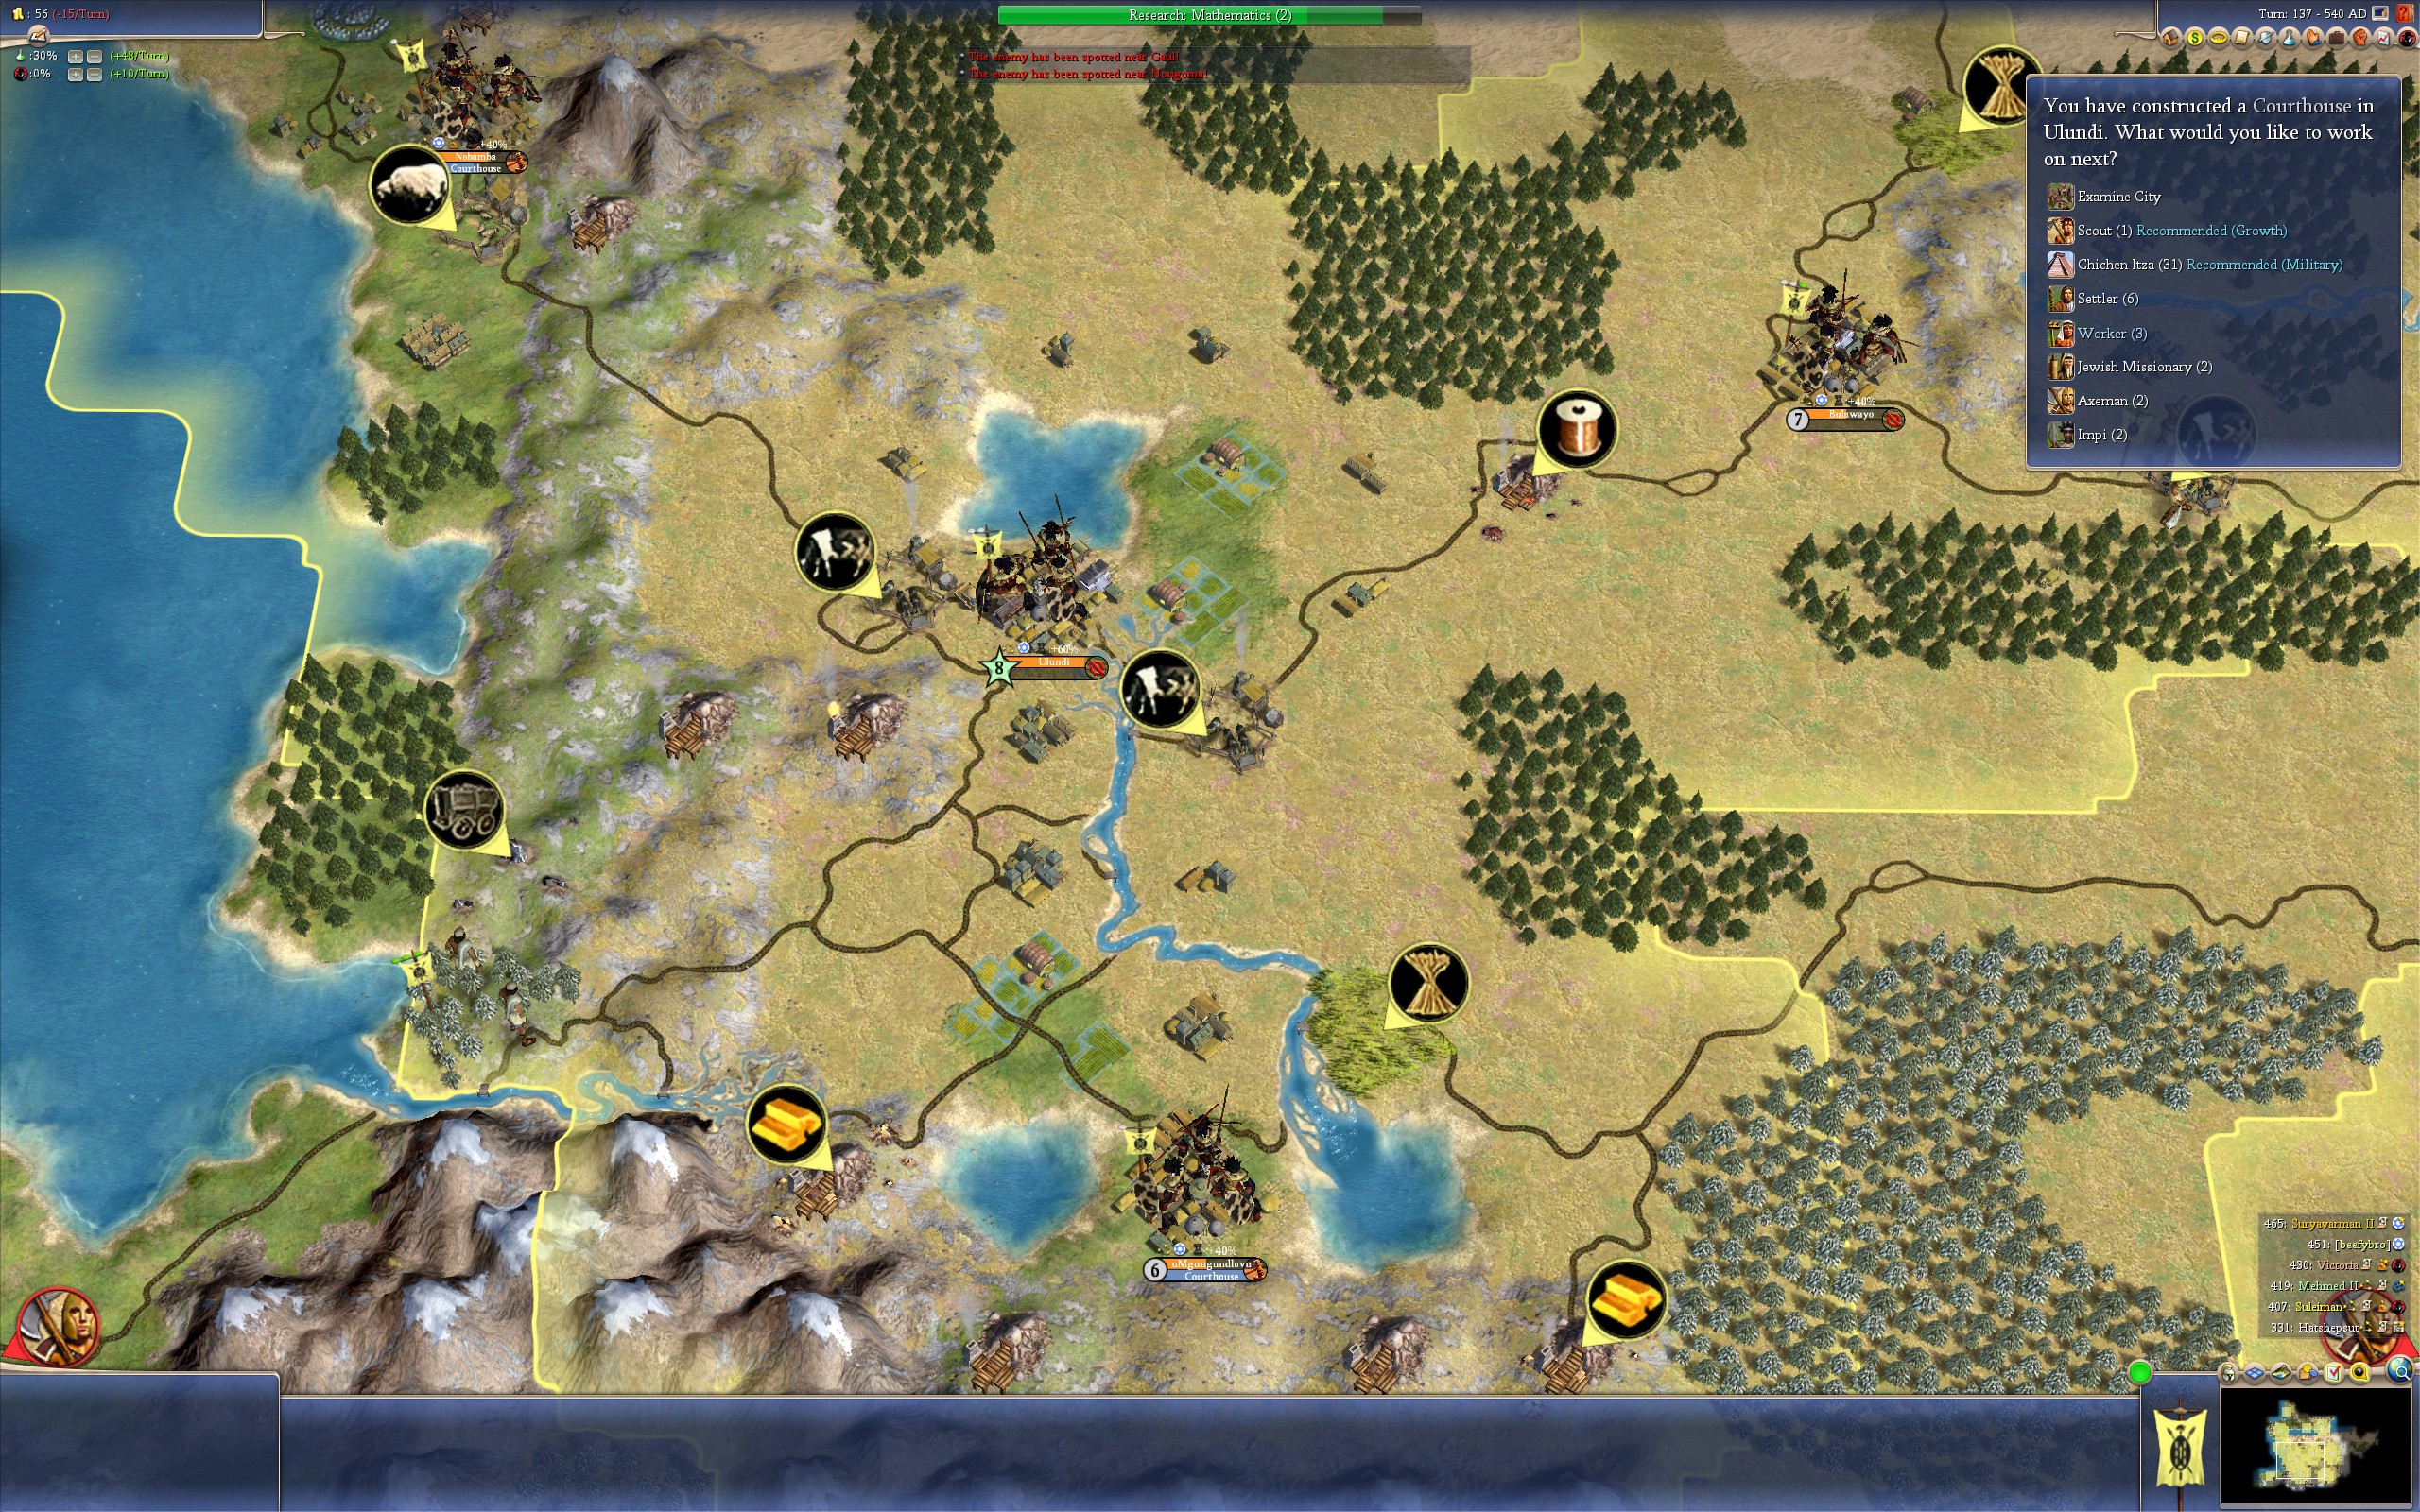 : 56 (-15/Turn)
:30% (+48/Turn)
:0% (+10/Turn)
Research: Mathematics (2)
Turn: 137 - 540 AD
The enemy has been spotted near Gaul!
The enemy has been spotted near Nongoma!
You have constructed a Courthouse in
Ulundi. What would you like to work
on next?
Examine City
Scout (1) Recommended (Growth)
Chichen Itza (31) Recommended (Military)
Settler (6)
Worker (3)
Jewish Missionary (2)
Axeman (2)
Impi (2)
+40%
Nobamba
Courthouse
+40%
7 Bulawayo
+60%
8 Ulundi
+40%
6 uMgungundlovu
Courthouse
465: Suryavarman II
451: [beefybro]
430: Victoria
419: Mehmed II
407: Suleiman
331: Hatshepsut